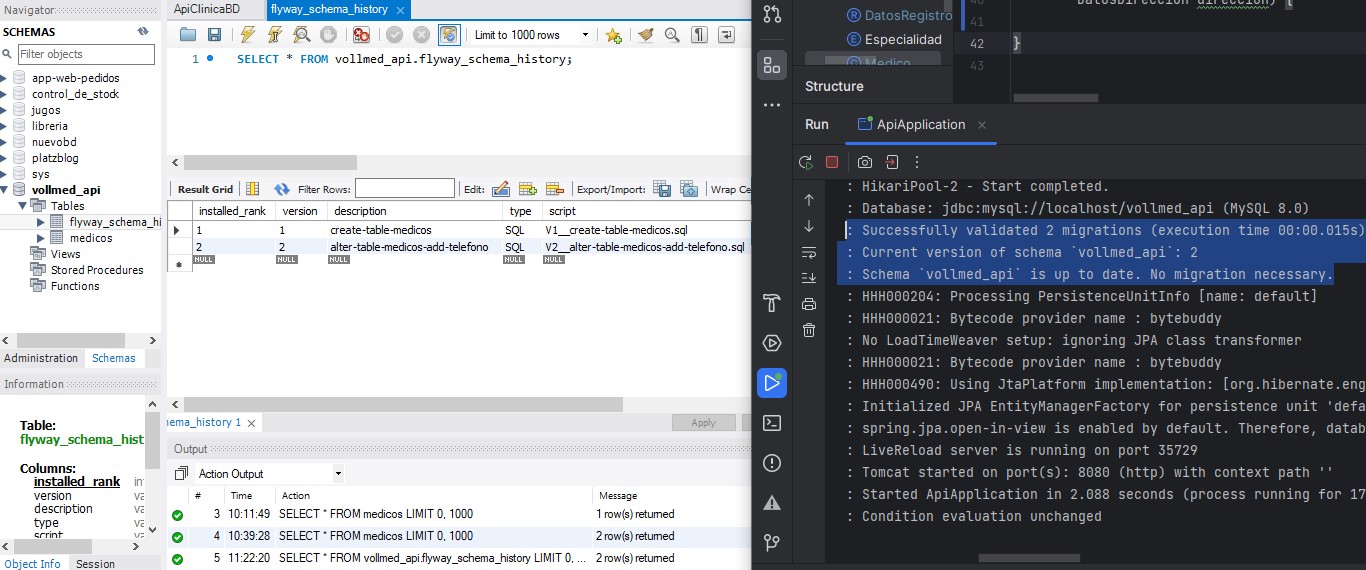 Navigator
SCHEMAS
Filter objects
app-web-pedidos
control_de_stock
jugos
libreria
nuevobd
platzblog
sys
vollmed_api
Tables
flyway_schema_hi
medicos
Views
Stored Procedures
Functions
Administration Schemas
Information
Table:
flyway_schema_hist
Columns:
installed_rank in
version va
description va
type va
script va
Object Info Session
ApiClinicaBD flyway_schema_history
Limit to 1000 rows
1 SELECT * FROM vollmed_api.flyway_schema_history;
Result Grid Filter Rows: Edit: Export/Import: Wrap Ce
installed_rank version description type script
1 1 create-table-medicos SQL V1__create-table-medicos.sql
2 2 alter-table-medicos-add-telefono SQL V2__alter-table-medicos-add-telefono.sql
NULL NULL NULL NULL NULL
ema_history 1 Apply
Output
Action Output
# Time Action Message
3 10:11:49 SELECT * FROM medicos LIMIT 0, 1000 1 row(s) returned
4 10:39:28 SELECT * FROM medicos LIMIT 0, 1000 2 row(s) returned
5 11:22:20 SELECT * FROM vollmed_api.flyway_schema_history LIMIT 0, ... 2 row(s) returned
DatosRegistro
Especialidad
Medico
DatosDireccion direccion) {
41
42 }
43
Structure
Run ApiApplication
: HikariPool-2 - Start completed.
: Database: jdbc:mysql://localhost/vollmed_api (MySQL 8.0)
: Successfully validated 2 migrations (execution time 00:00.015s)
: Current version of schema `vollmed_api`: 2
: Schema `vollmed_api` is up to date. No migration necessary.
: HHH000204: Processing PersistenceUnitInfo [name: default]
: HHH000021: Bytecode provider name : bytebuddy
: No LoadTimeWeaver setup: ignoring JPA class transformer
: HHH000021: Bytecode provider name : bytebuddy
: HHH000490: Using JtaPlatform implementation: [org.hibernate.eng
: Initialized JPA EntityManagerFactory for persistence unit 'defa
: spring.jpa.open-in-view is enabled by default. Therefore, datab
: LiveReload server is running on port 35729
: Tomcat started on port(s): 8080 (http) with context path ''
: Started ApiApplication in 2.088 seconds (process running for 17
: Condition evaluation unchanged